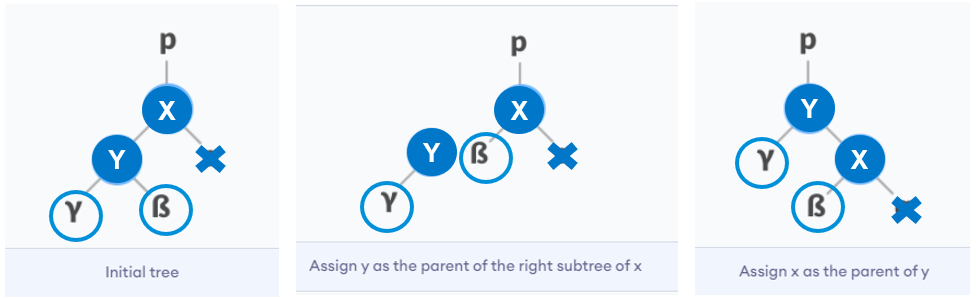 p
X
Y
γ
ß
Initial tree
p
X
Y
ß
γ
Assign y as the parent of the right subtree of x
p
Y
γ
X
ß
Assign x as the parent of y